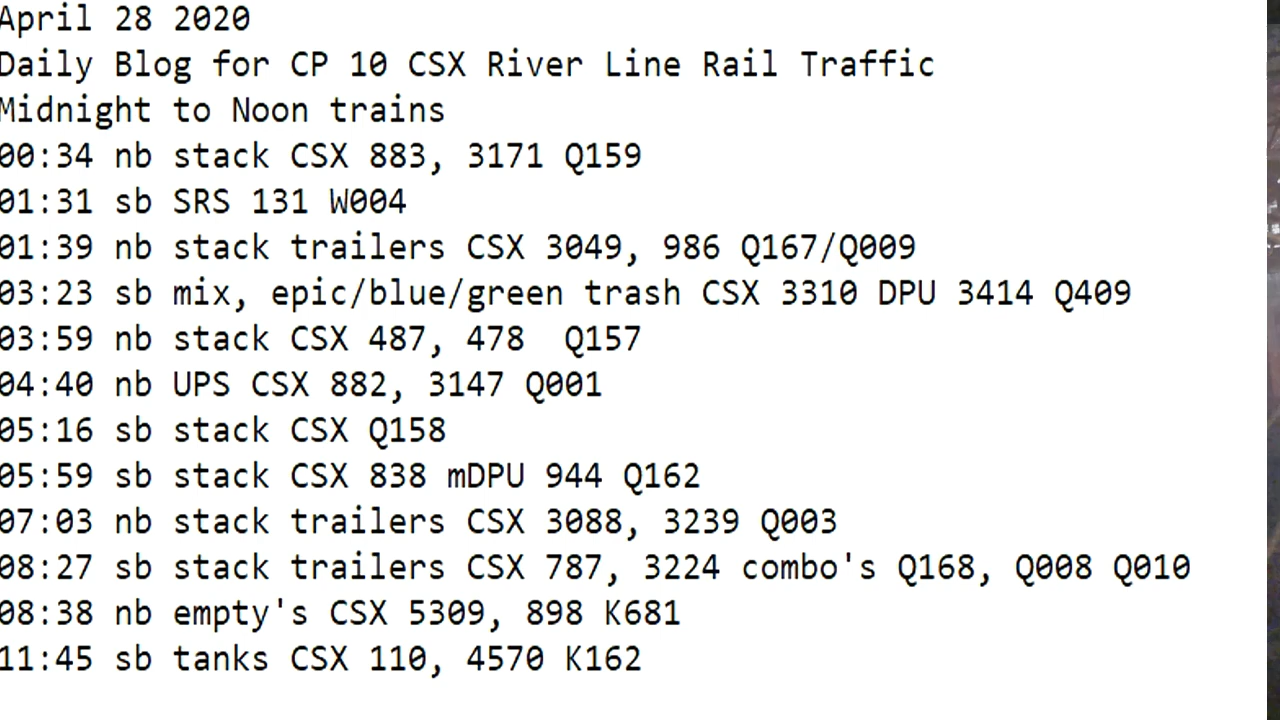 April 28 2020
Daily Blog for CP 10 CSX River Line Rail Traffic
Midnight to Noon trains
00:34 nb stack CSX 883, 3171 Q159
01:31 sb SRS 131 W004
01:39 nb stack trailers CSX 3049, 986 Q167/Q009
03:23 sb mix, epic/blue/green trash CSX 3310 DPU 3414 Q409
03:59 nb stack CSX 487, 478  Q157
04:40 nb UPS CSX 882, 3147 Q001
05:16 sb stack CSX Q158
05:59 sb stack CSX 838 mDPU 944 Q162
07:03 nb stack trailers CSX 3088, 3239 Q003
08:27 sb stack trailers CSX 787, 3224 combo's Q168, Q008 Q010
08:38 nb empty's CSX 5309, 898 K681
11:45 sb tanks CSX 110, 4570 K162